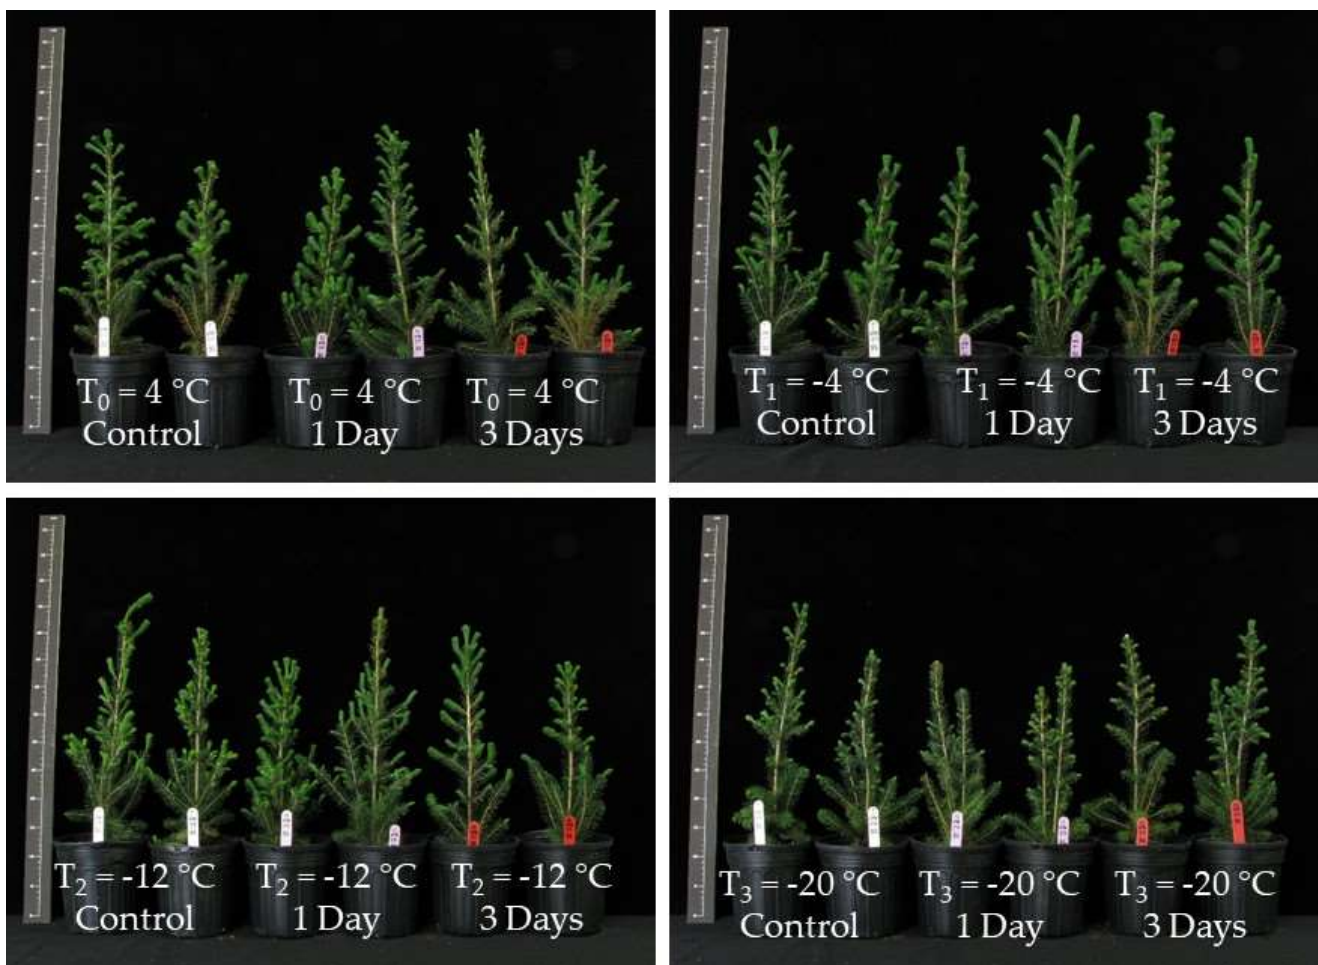 T₀ = 4 °C T₀ = 4 °C T₀ = 4 °C
Control 1 Day 3 Days
T₁ = -4 °C T₁ = -4 °C T₁ = -4 °C
Control 1 Day 3 Days
T₂ = -12 °C T₂ = -12 °C T₂ = -12 °C
Control 1 Day 3 Days
T₃ = -20 °C T₃ = -20 °C T₃ = -20 °C
Control 1 Day 3 Days